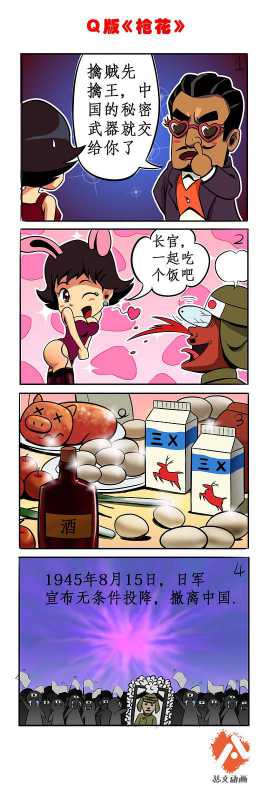 Q版《枪花》
1
擒贼先
擒王，中
国的秘密
武器就交
给你了
2
长官，
一起吃
个饭吧
3
三X
三X
酒
4
1945年8月15日，日军
宣布无条件投降，撤离中国.